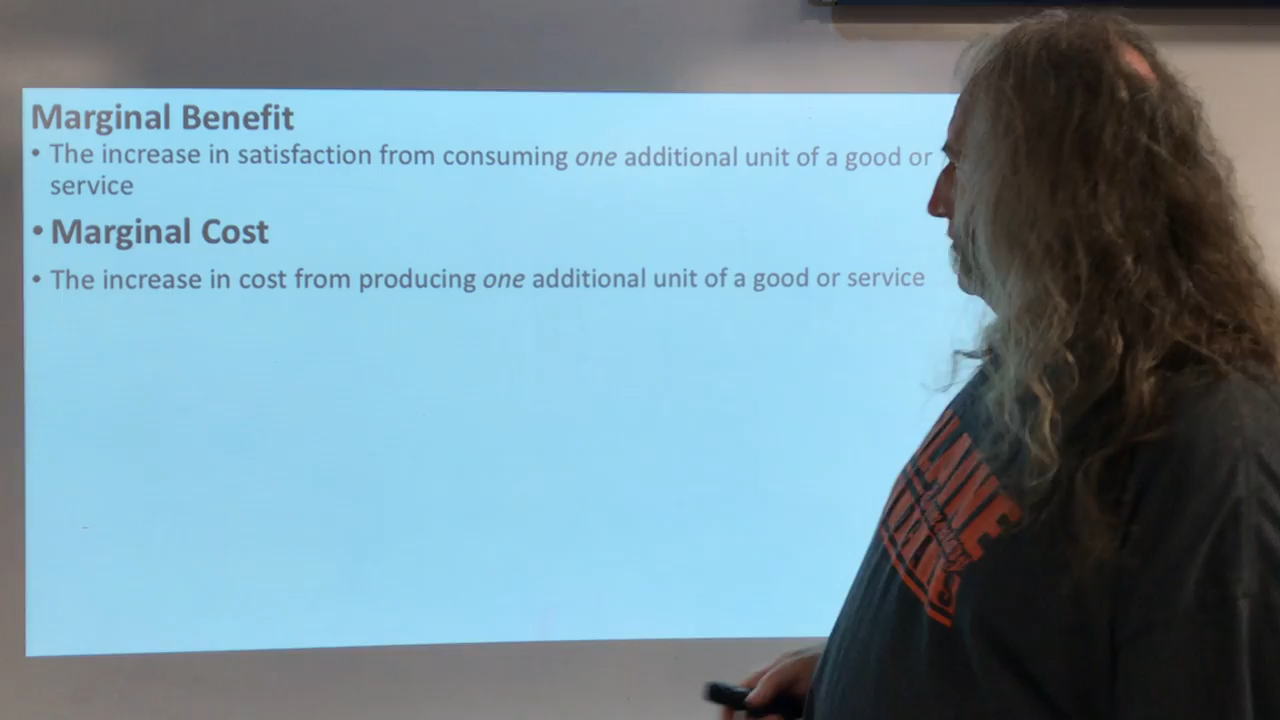 Marginal Benefit
• The increase in satisfaction from consuming one additional unit of a good or
service
• Marginal Cost
• The increase in cost from producing one additional unit of a good or service